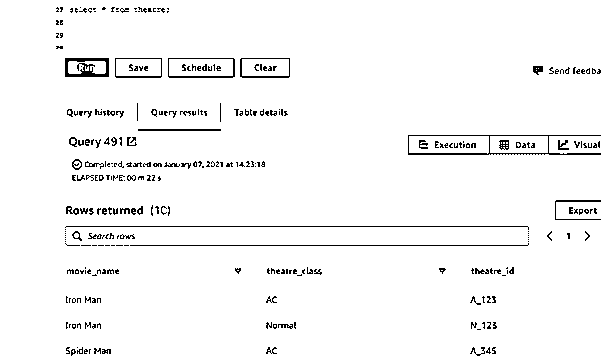 27 select * from theatre;
28
29
Run Save Schedule Clear
Send feedba
Query history Query results Table details
Query 491
Execution Data Visual
Completed, started on January 07, 2021 at 14:23:18
ELAPSED TIME: 00 m 22 s
Rows returned (10)
Export
Search rows
1
movie_name theatre_class theatre_id
Iron Man AC A_123
Iron Man Normal N_123
Spider Man AC A_345